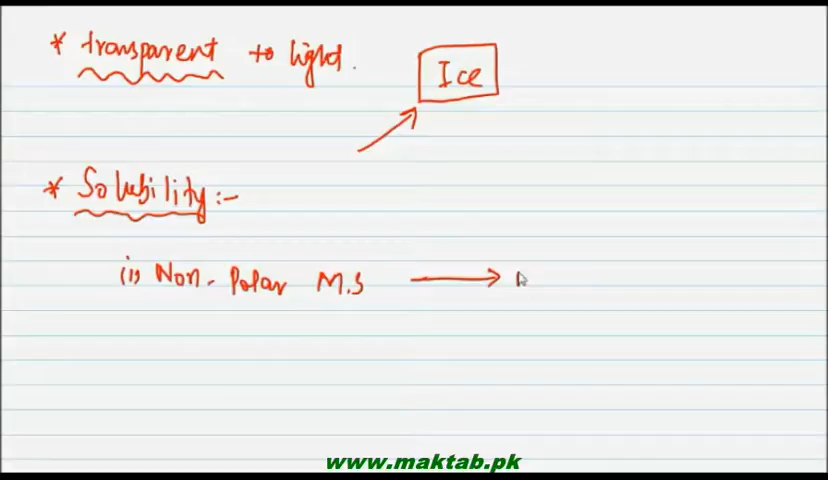 * transparent to light.
Ice
* Solubility :-
(i) Non-Polar M.S →
www.maktab.pk